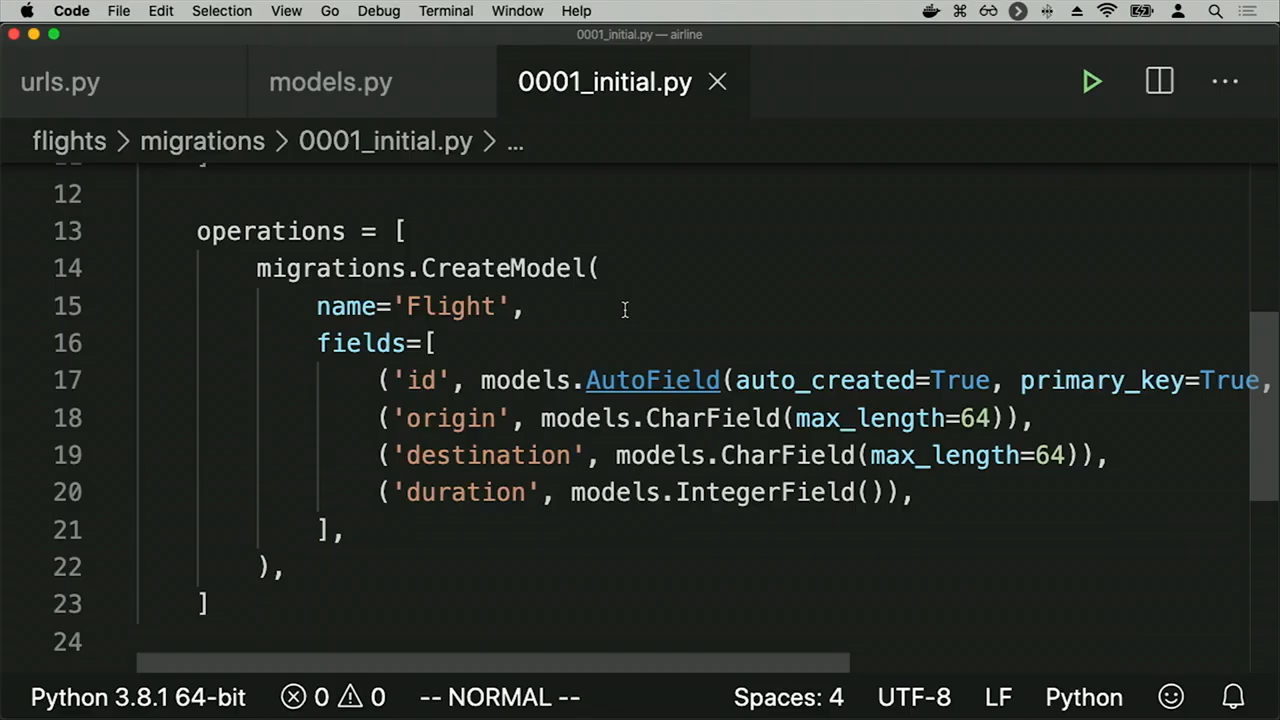 Code File Edit Selection View Go Debug Terminal Window Help
0001_initial.py — airline
urls.py models.py 0001_initial.py
flights > migrations > 0001_initial.py > ...
12
13 operations = [
14 migrations.CreateModel(
15 name='Flight',
16 fields=[
17 ('id', models.AutoField(auto_created=True, primary_key=True,
18 ('origin', models.CharField(max_length=64)),
19 ('destination', models.CharField(max_length=64)),
20 ('duration', models.IntegerField()),
21 ],
22 ),
23 ]
24
Python 3.8.1 64-bit 0 0 -- NORMAL -- Spaces: 4 UTF-8 LF Python